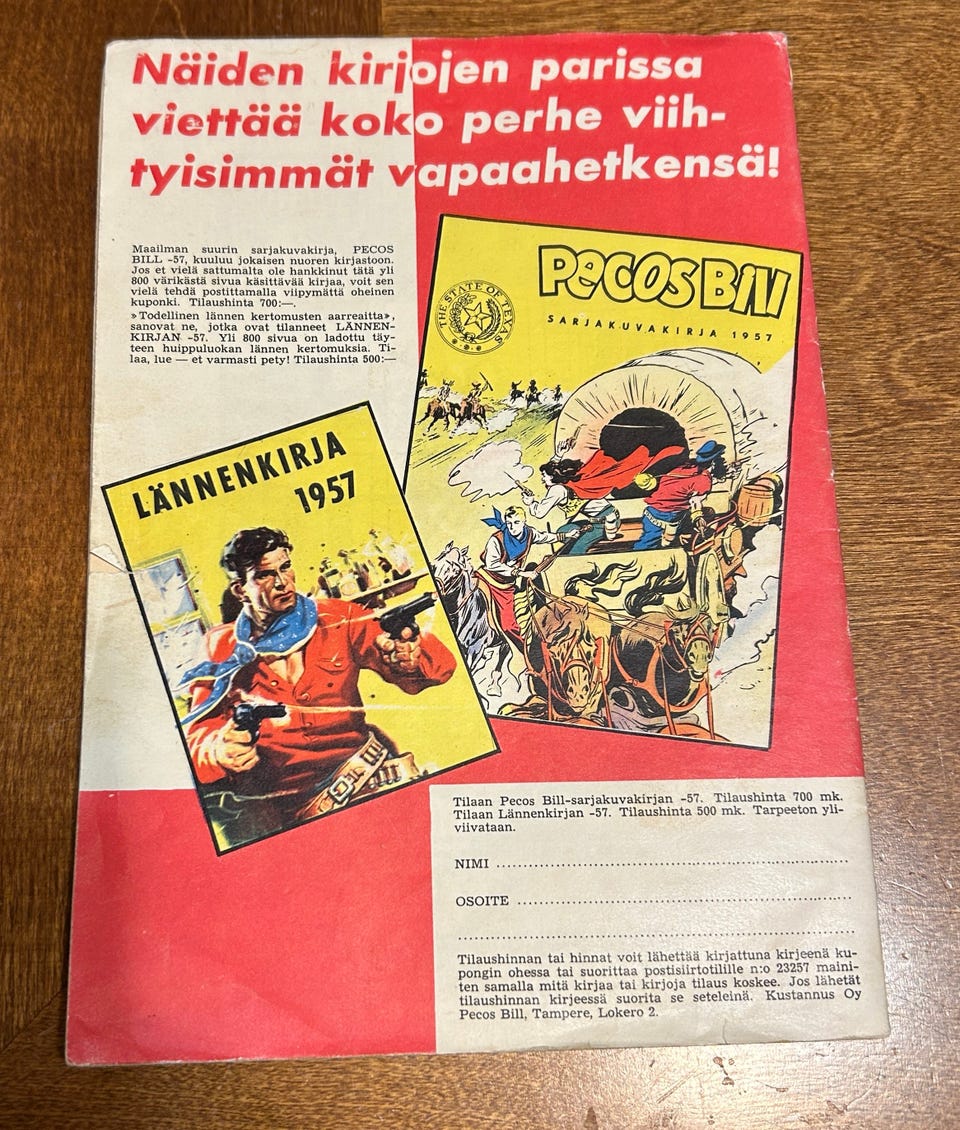 Näiden kirjojen parissa
viettää koko perhe viih-
tyisimmät vapaahetkensä!
Maailman suurin sarjakuvakirja, PECOS
BILL -57, kuuluu jokaisen nuoren kirjastoon.
Jos et vielä sattumalta ole hankkinut tätä yli
800 värikästä sivua käsittävää kirjaa, voit sen
vielä tehdä postittamalla viipymättä oheinen
kuponki. Tilaushinta 700:—.
»Todellinen lännen kertomusten aarreaitta»,
sanovat ne, jotka ovat tilanneet LÄNNEN-
KIRJAN -57. Yli 800 sivua on ladottu täy-
teen huippuluokan lännen kertomuksia. Ti-
laa, lue — et varmasti pety! Tilaushinta 500:—
PECOS BILL
SARJAKUVAKIRJA 1957
THE STATE OF TEXAS
LÄNNENKIRJA
1957
Tilaan Pecos Bill-sarjakuvakirjan -57. Tilaushinta 700 mk.
Tilaan Lännenkirjan -57. Tilaushinta 500 mk. Tarpeeton yli-
viivataan.
NIMI
OSOITE
Tilaushinnan tai hinnat voit lähettää kirjattuna kirjeenä ku-
pongin ohessa tai suorittaa postisiirtotilille n:o 23257 maini-
ten samalla mitä kirjaa tai kirjoja tilaus koskee. Jos lähetät
tilaushinnan kirjeessä suorita se seteleinä. Kustannus Oy
Pecos Bill, Tampere, Lokero 2.